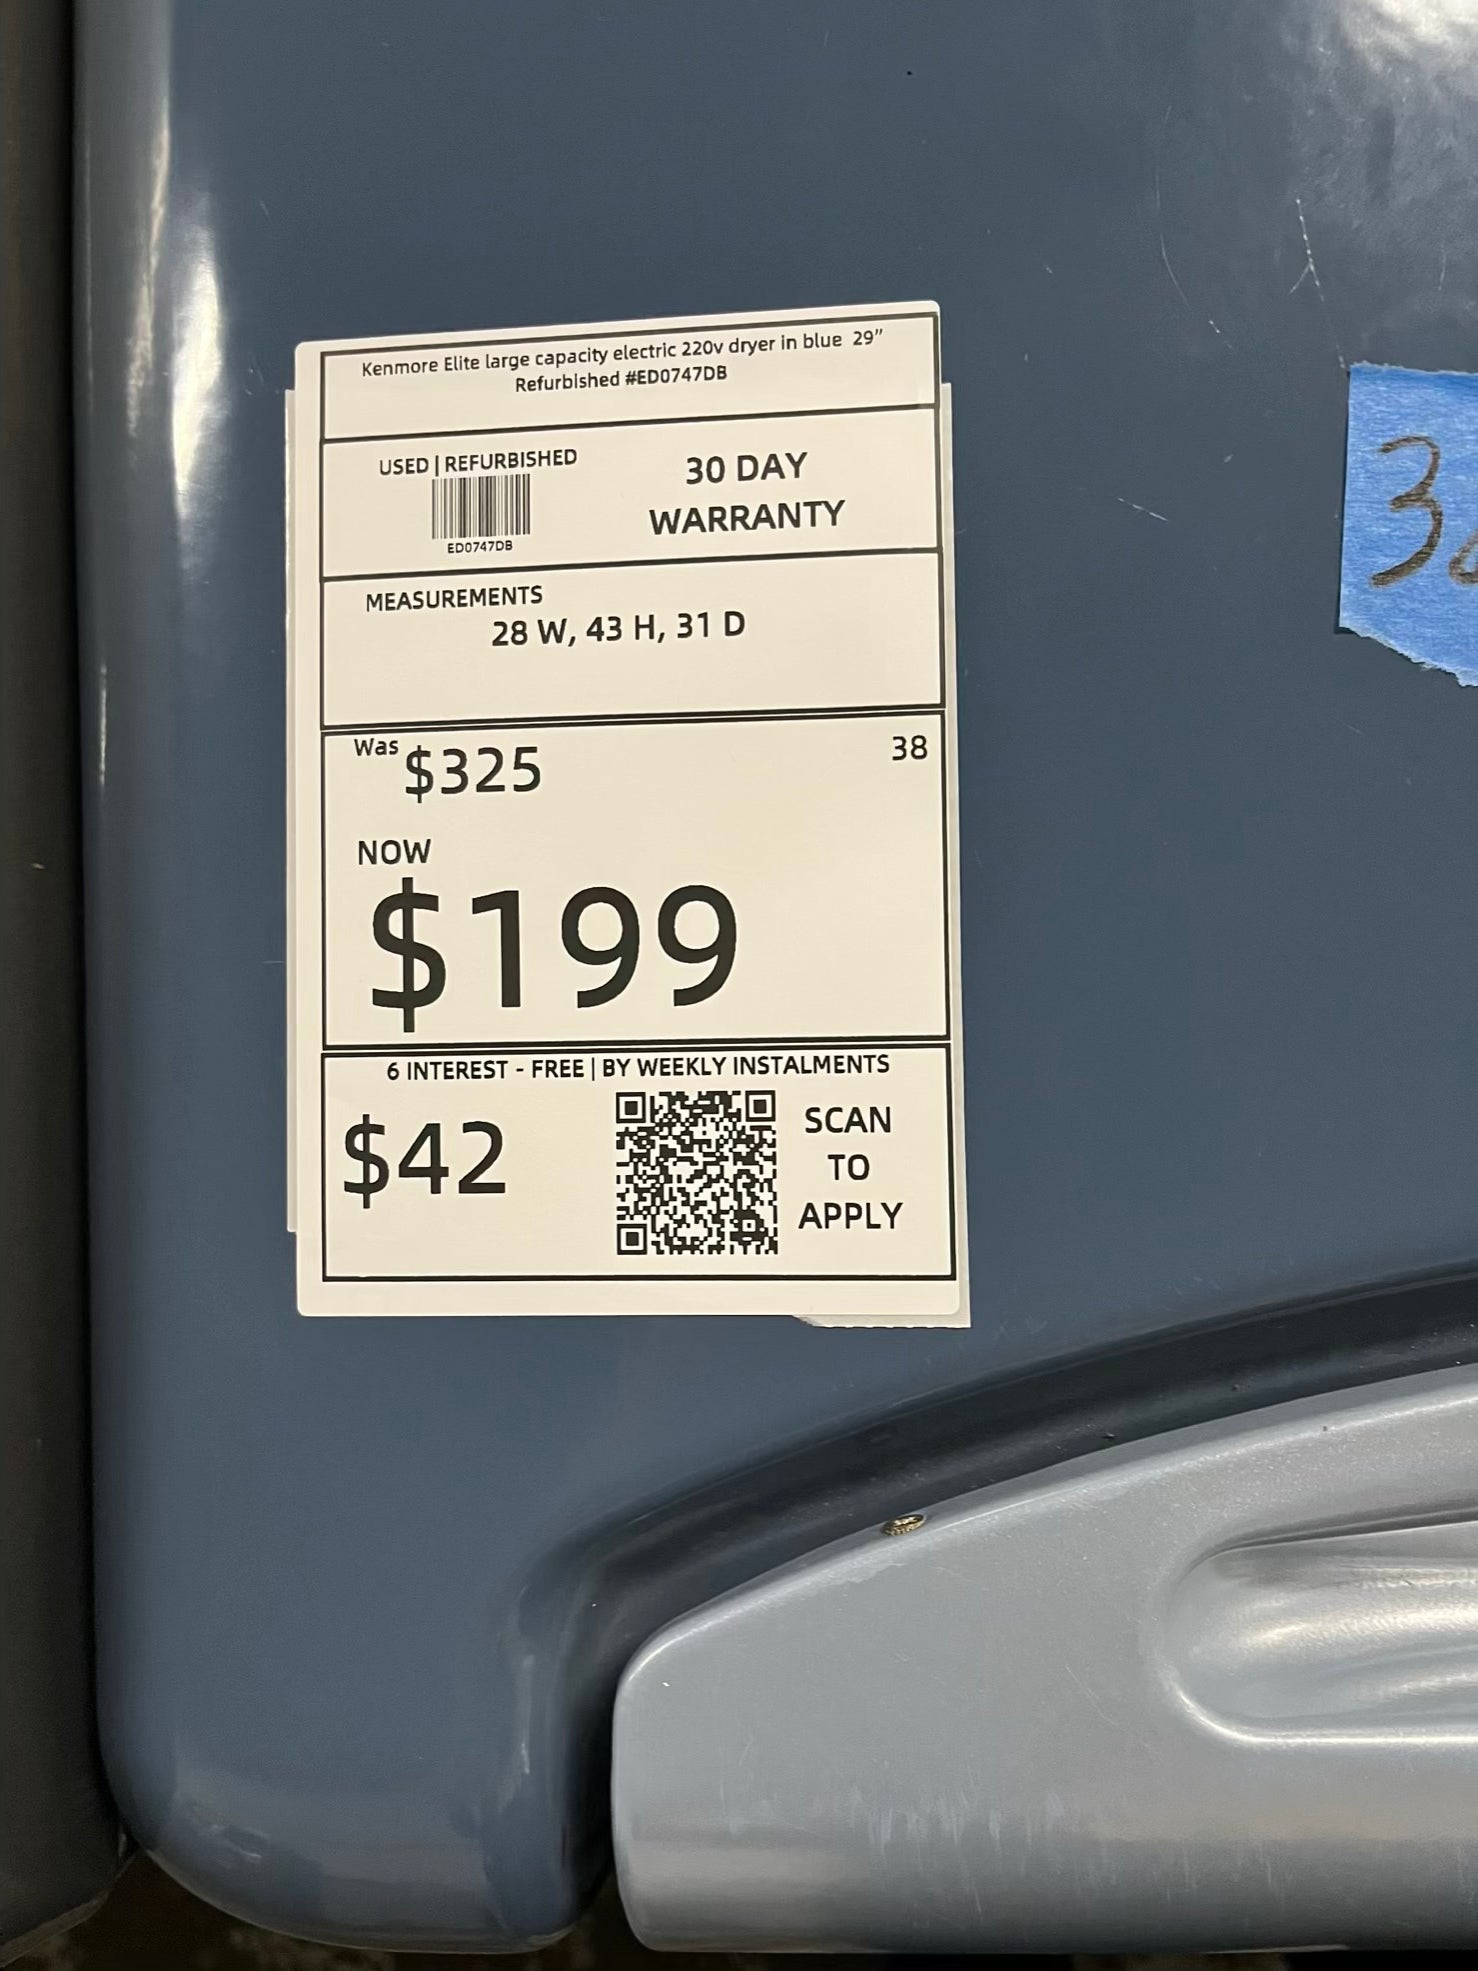 Kenmore Elite large capacity electric 220v dryer in blue 29”
Refurbished #ED0747DB
USED | REFURBISHED
ED0747DB
30 DAY
WARRANTY
MEASUREMENTS
28 W, 43 H, 31 D
Was $325
38
NOW
$199
6 INTEREST - FREE | BY WEEKLY INSTALMENTS
$42
SCAN
TO
APPLY
3